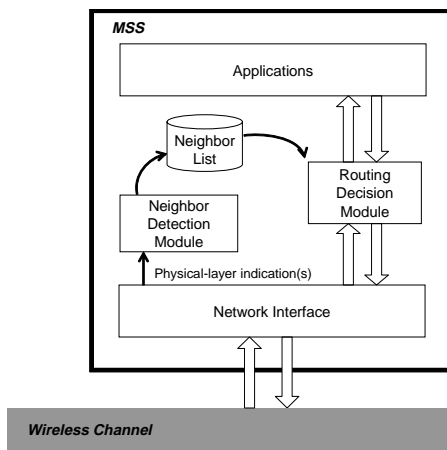 MSS
Applications
Neighbor
List
Routing
Decision
Module
Neighbor
Detection
Module
Physical-layer indication(s)
Network Interface
Wireless Channel